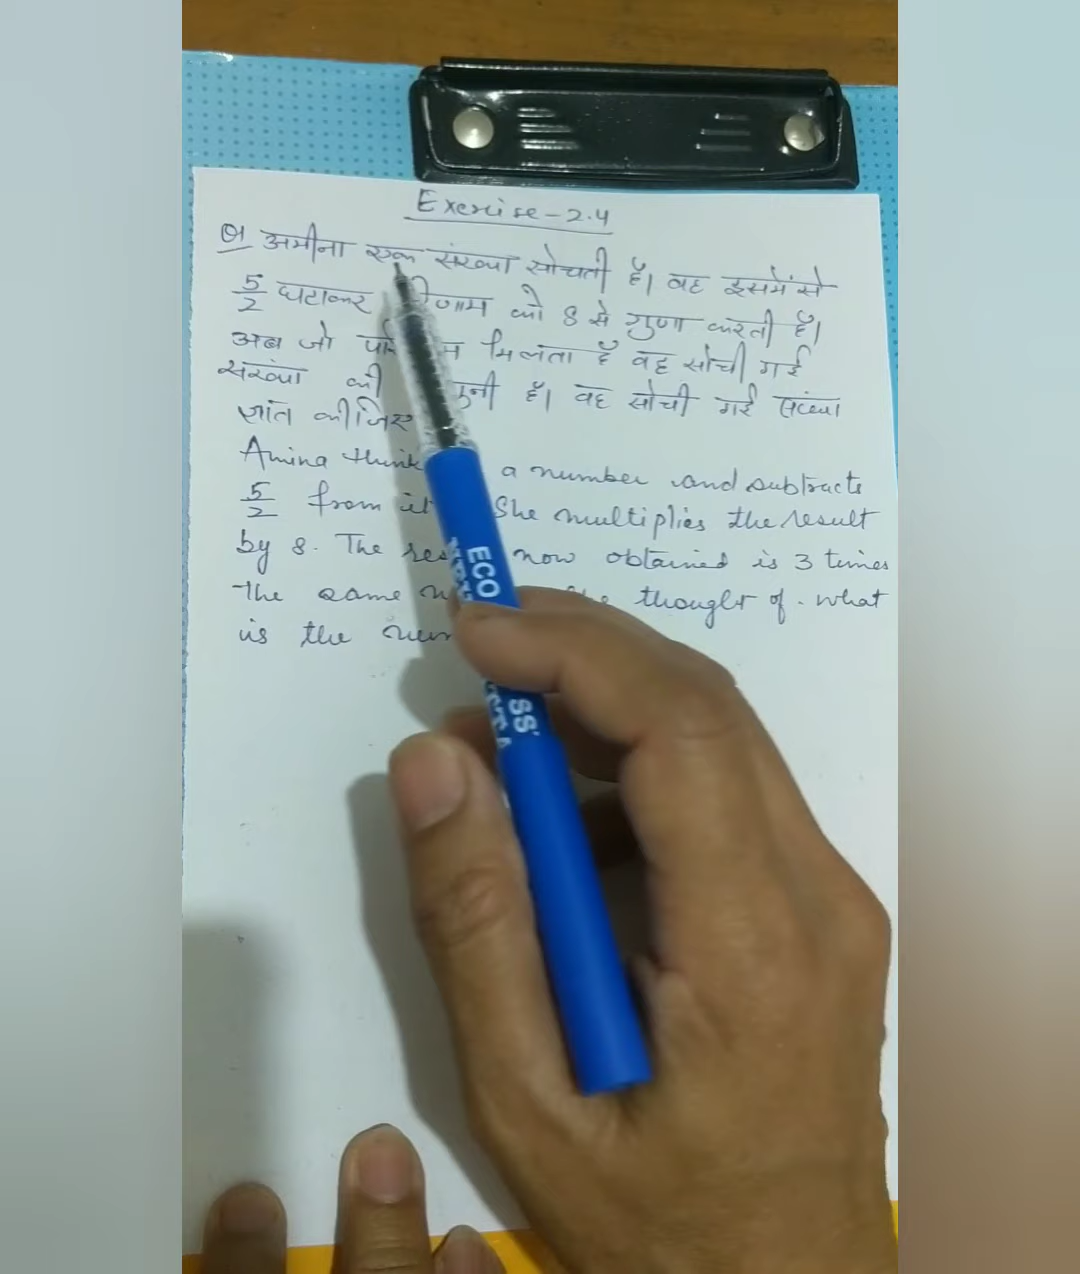 Exercise-2.4
Q1 अमीना एक संख्या सोचती है। वह इसमें से
5/2 घटाकर को 8 से गुणा करती है।
अब जो मिलता है वह सोची गई
संख्या की है। वह सोची गई संख्या
ज्ञात कीजिए
Amina a number and subtracts
5/2 from it She multiplies the result
by 8. The now obtained is 3 times
The same thought of. what
is the
ECO
SS